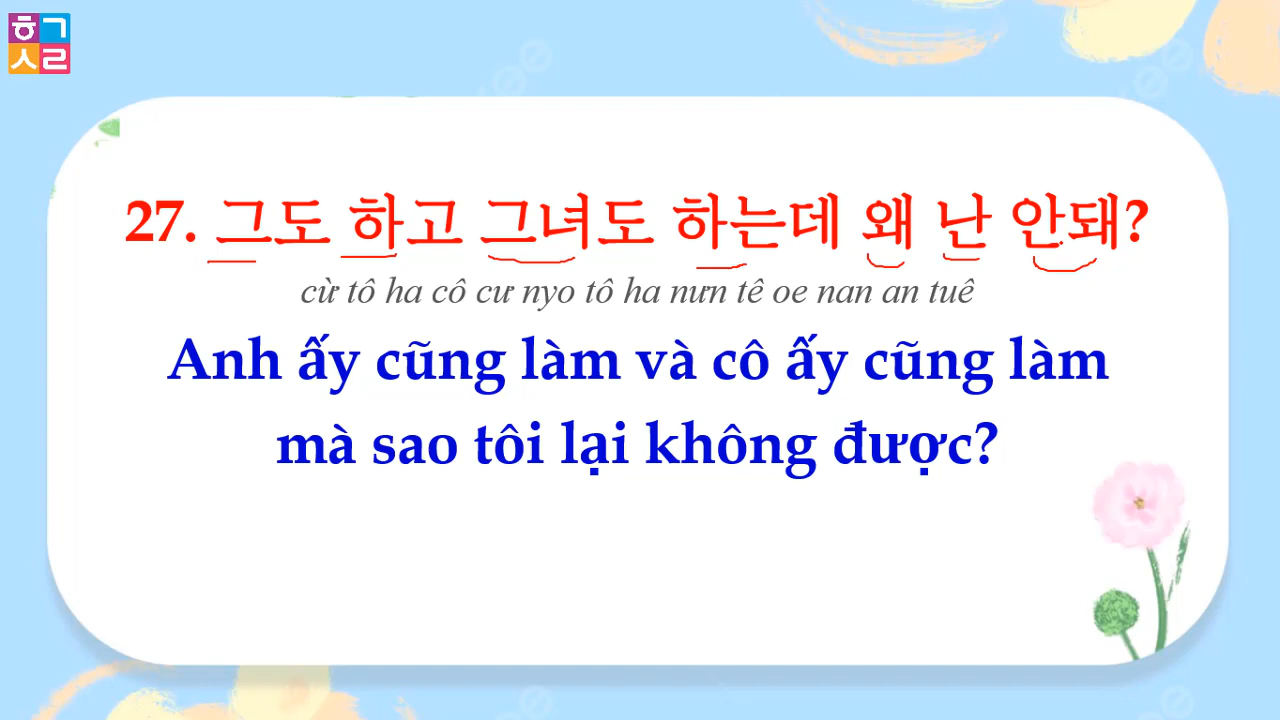 ㅎㄱ
ㅅㄹ
27. 그도 하고 그녀도 하는데 왜 난 안돼?
cừ tô ha cô cư nyo tô ha nưn tê oe nan an tuê
Anh ấy cũng làm và cô ấy cũng làm
mà sao tôi lại không được?